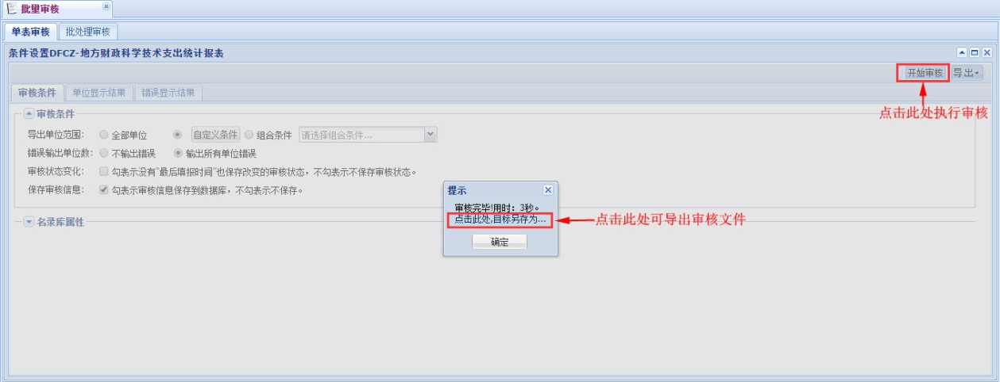 批量审核
单表审核 批处理审核
条件设置DFCZ-地方财政科学技术支出统计报表
开始审核 导出
审核条件 单位显示结果 错误显示结果
点击此处执行审核
审核条件
导出单位范围: 全部单位 自定义条件 组合条件 请选择组合条件...
错误输出单位数: 不输出错误 输出所有单位错误
审核状态变化: 勾表示没有"最后填报时间"也保存改变的审核状态，不勾表示不保存审核状态。
保存审核信息: 勾表示审核信息保存到数据库，不勾表示不保存。
提示
审核完毕!用时：3秒。
点击此处,目标另存为...
点击此处可导出审核文件
名录库属性
确定